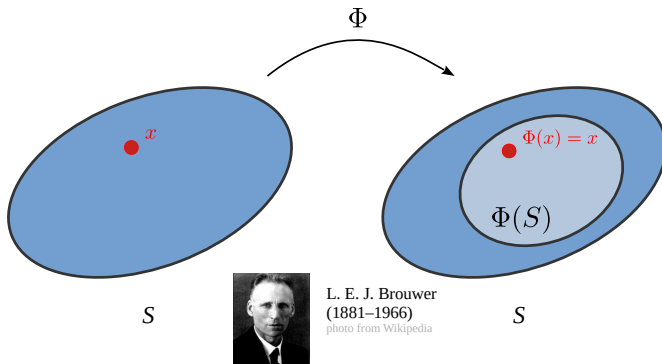 Φ
x
Φ(x) = x
Φ(S)
S
L. E. J. Brouwer
(1881–1966)
photo from Wikipedia
S